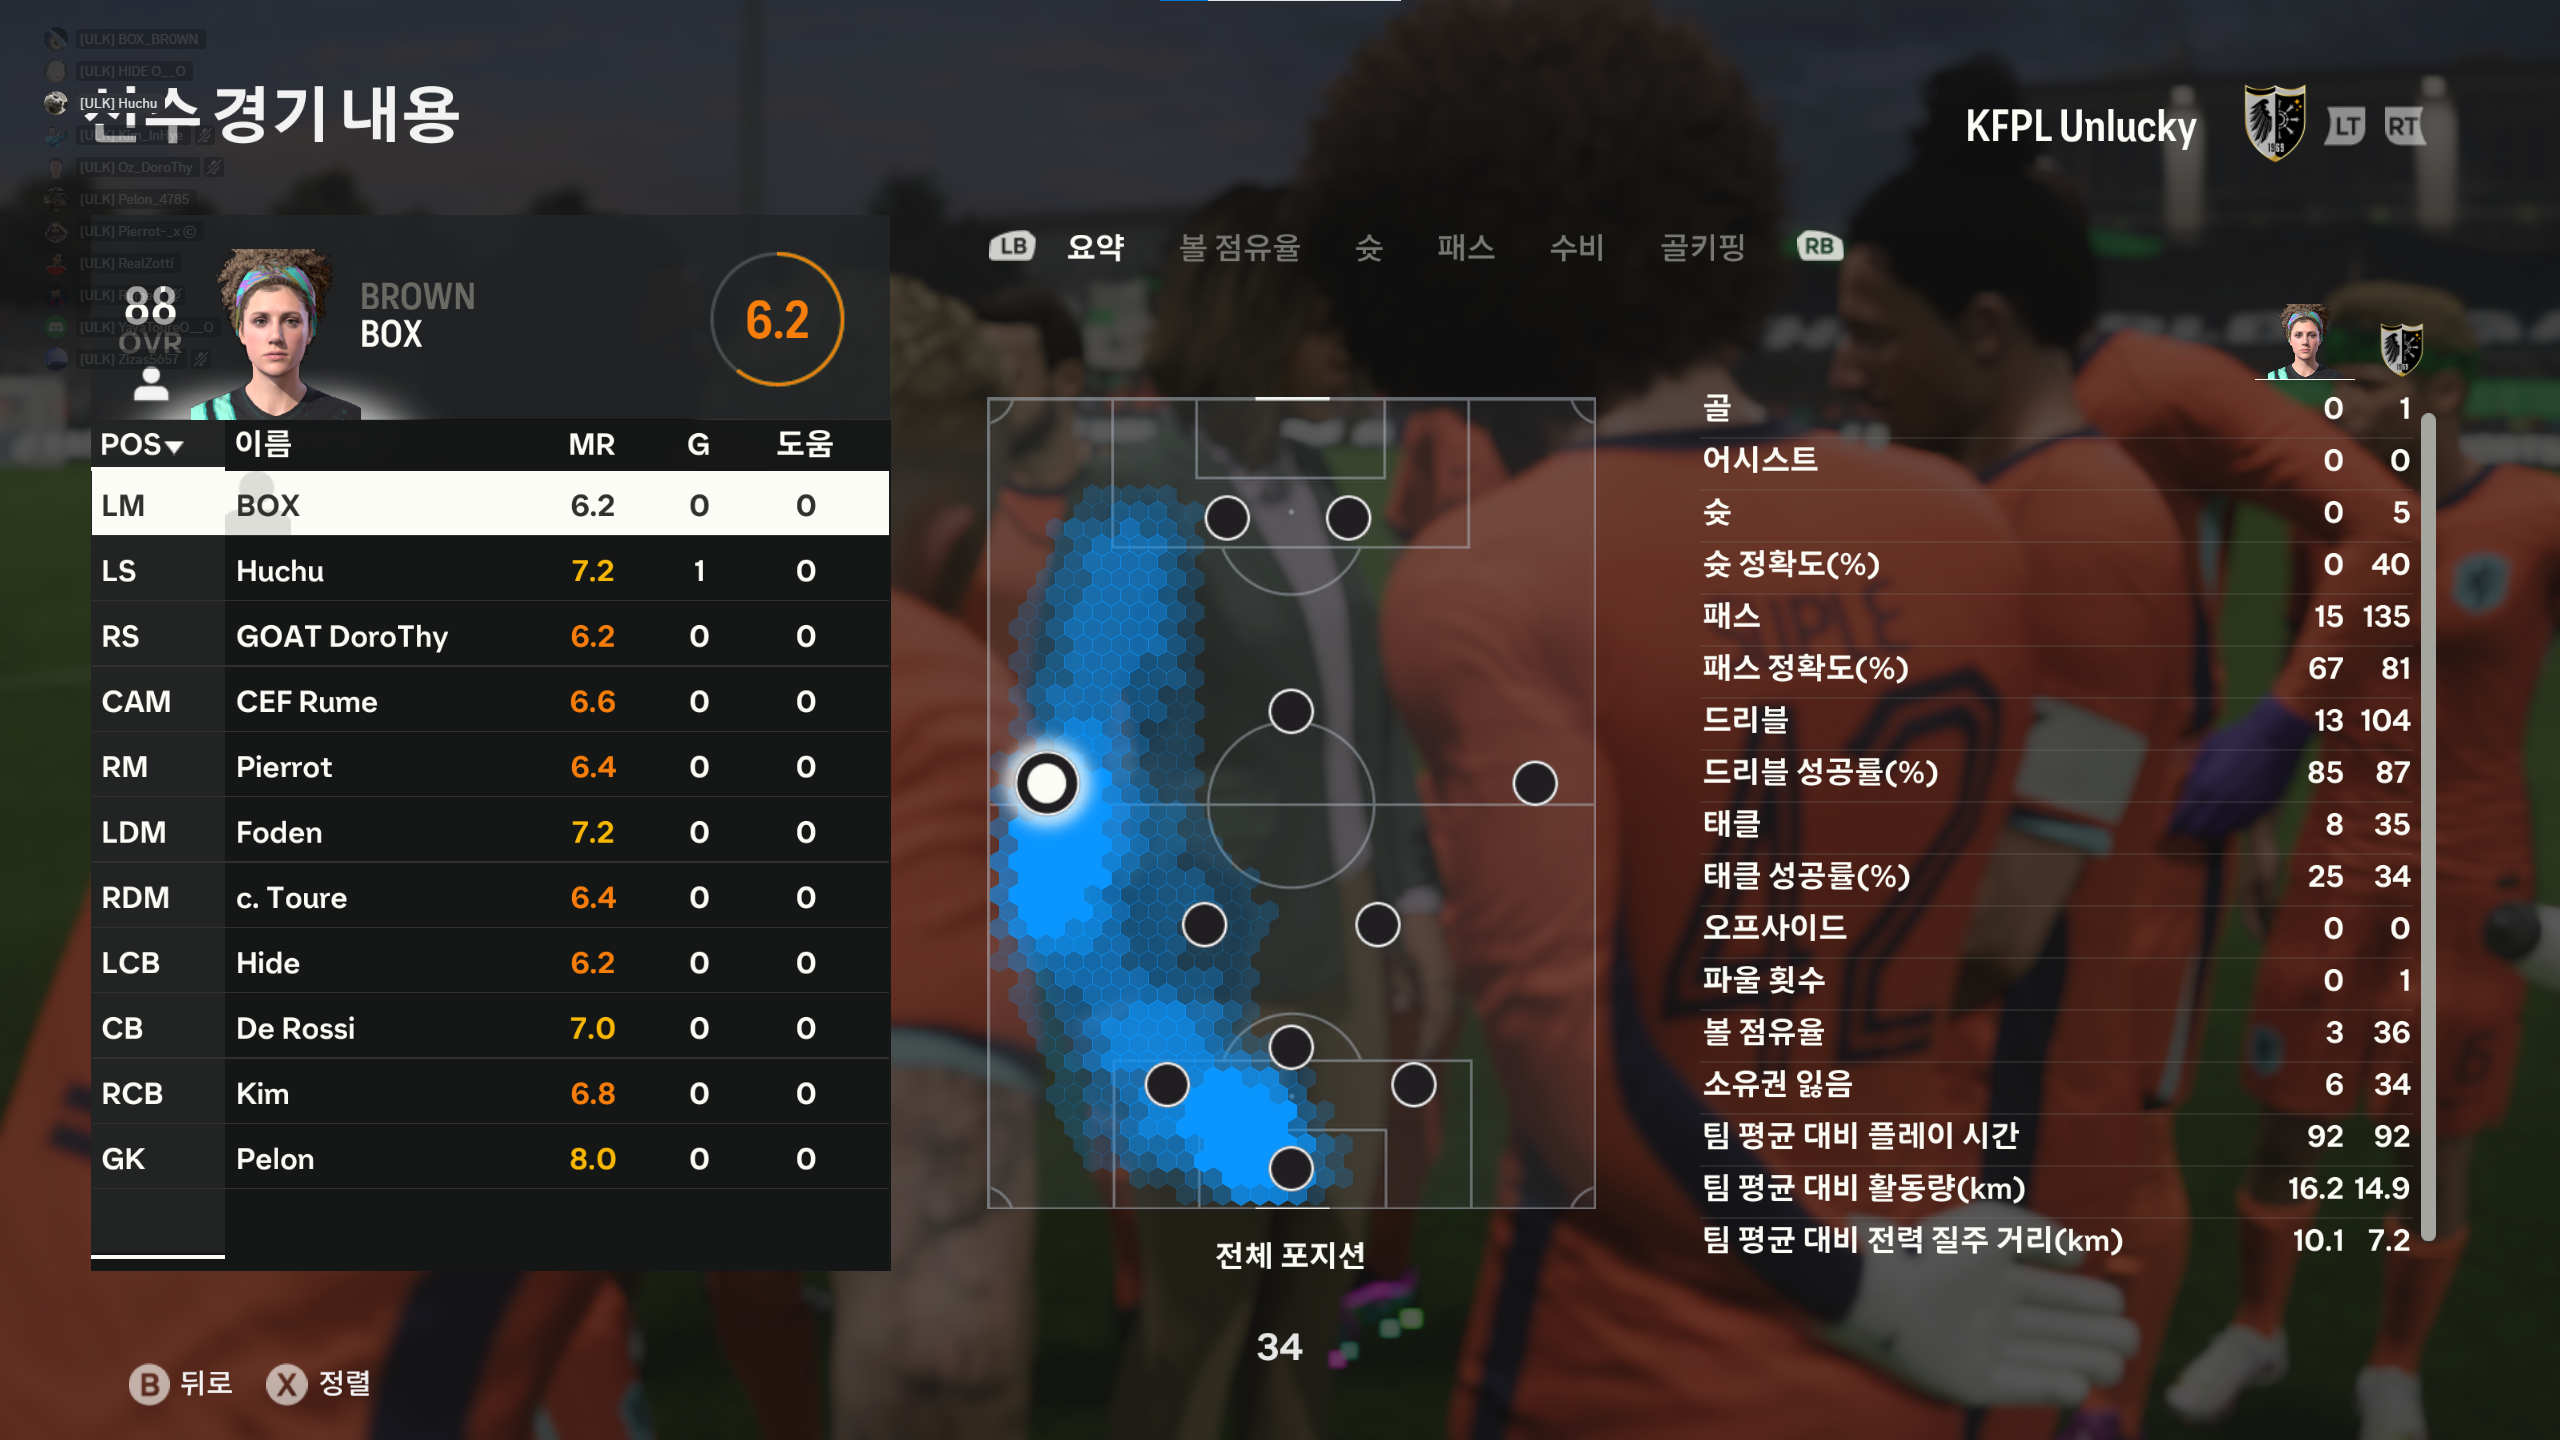 [ULK] BOX_BR0WN
[ULK] HIDE O__O
[ULK] Huchu
선수 경기 내용
[ULK] Kim_InHye
[ULK] Oz_DoroThy
[ULK] Pelon_4785
[ULK] Pierrot-_x ©
[ULK] RealZotti
[ULK]
[ULK] YayaToureO__O
[ULK] Zizas5657
KFPL Unlucky
1969
LT RT
88
OVR
BROWN
BOX
6.2
POS 이름 MR G 도움
LM BOX 6.2 0 0
LS Huchu 7.2 1 0
RS GOAT DoroThy 6.2 0 0
CAM CEF Rume 6.6 0 0
RM Pierrot 6.4 0 0
LDM Foden 7.2 0 0
RDM c. Toure 6.4 0 0
LCB Hide 6.2 0 0
CB De Rossi 7.0 0 0
RCB Kim 6.8 0 0
GK Pelon 8.0 0 0
LB 요약 볼 점유율 슛 패스 수비 골키핑 RB
골 0 1
어시스트 0 0
슛 0 5
슛 정확도(%) 0 40
패스 15 135
패스 정확도(%) 67 81
드리블 13 104
드리블 성공률(%) 85 87
태클 8 35
태클 성공률(%) 25 34
오프사이드 0 0
파울 횟수 0 1
볼 점유율 3 36
소유권 잃음 6 34
팀 평균 대비 플레이 시간 92 92
팀 평균 대비 활동량(km) 16.2 14.9
팀 평균 대비 전력 질주 거리(km) 10.1 7.2
전체 포지션
34
B 뒤로 X 정렬
42